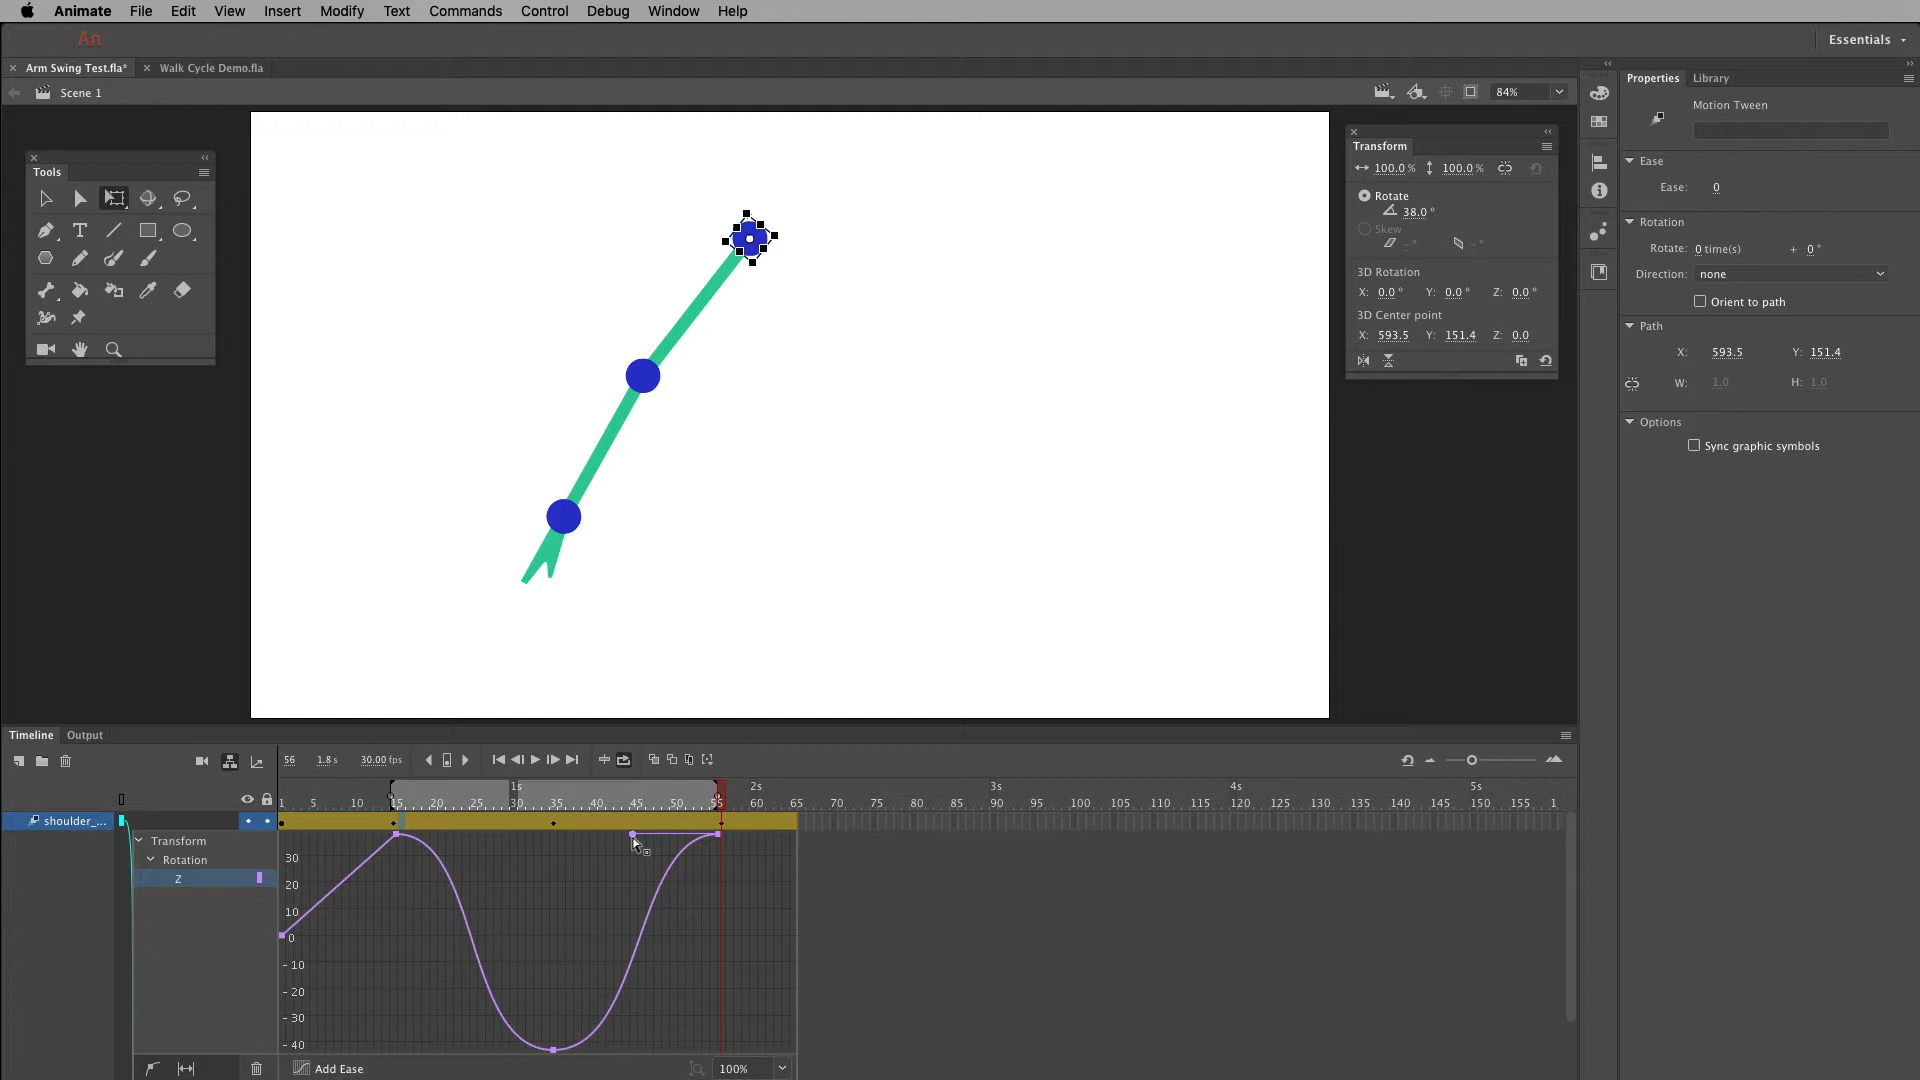 Animate File Edit View Insert Modify Text Commands Control Debug Window Help
An
Essentials
Arm Swing Test.fla* Walk Cycle Demo.fla
Scene 1
84%
Tools
Transform
100.0 % 100.0 %
Rotate
38.0 °
Skew
- ° - °
3D Rotation
X: 0.0 ° Y: 0.0 ° Z: 0.0 °
3D Center point
X: 593.5 Y: 151.4 Z: 0.0
Properties Library
Motion Tween
Ease
Ease: 0
Rotation
Rotate: 0 time(s) + 0 °
Direction: none
Orient to path
Path
X: 593.5 Y: 151.4
W: 1.0 H: 1.0
Options
Sync graphic symbols
Timeline Output
56 1.8 s 30.00 fps
1s 2s 3s 4s 5s
1 5 10 15 20 25 30 35 40 45 50 55 60 65 70 75 80 85 90 95 100 105 110 115 120 125 130 135 140 145 150 155 1
shoulder_...
Transform
Rotation
Z
30
20
10
0
-10
-20
-30
-40
Add Ease
100%